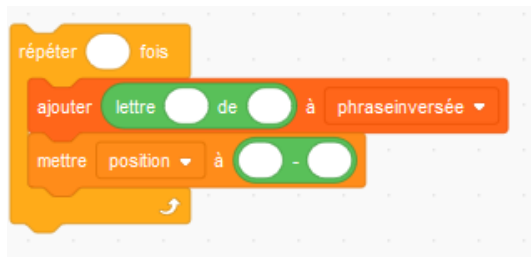 répéter fois
ajouter lettre de à phraseinversée
mettre position à -